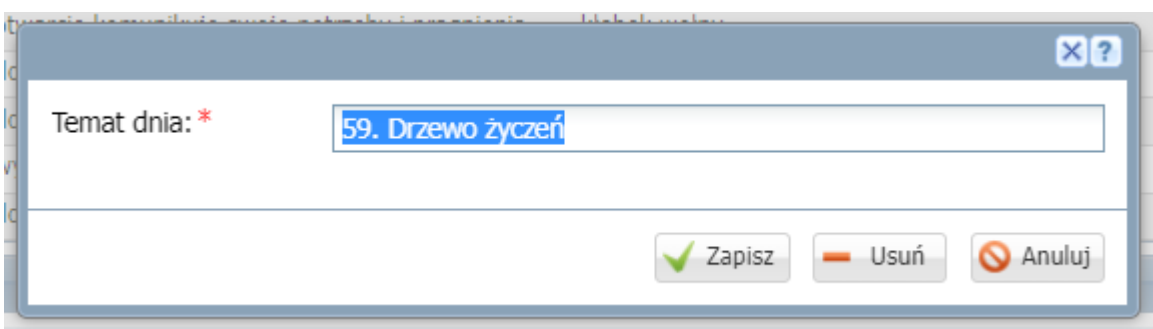 Temat dnia: *
59. Drzewo życzeń
?
Zapisz
Usuń
Anuluj